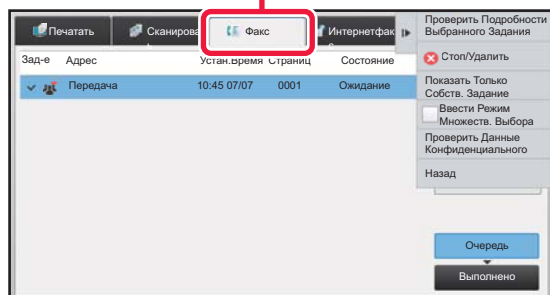 Печатать
Сканирова
Факс
Интернетфак
Зад-е Адрес Устан.Время Страниц Состояние
Передача 10:45 07/07 0001 Ожидание
Проверить Подробности
Выбранного Задания
Стоп/Удалить
Показать Только
Собств. Задание
Ввести Режим
Множеств. Выбора
Проверить Данные
Конфиденциального
Назад
Очередь
Выполнено